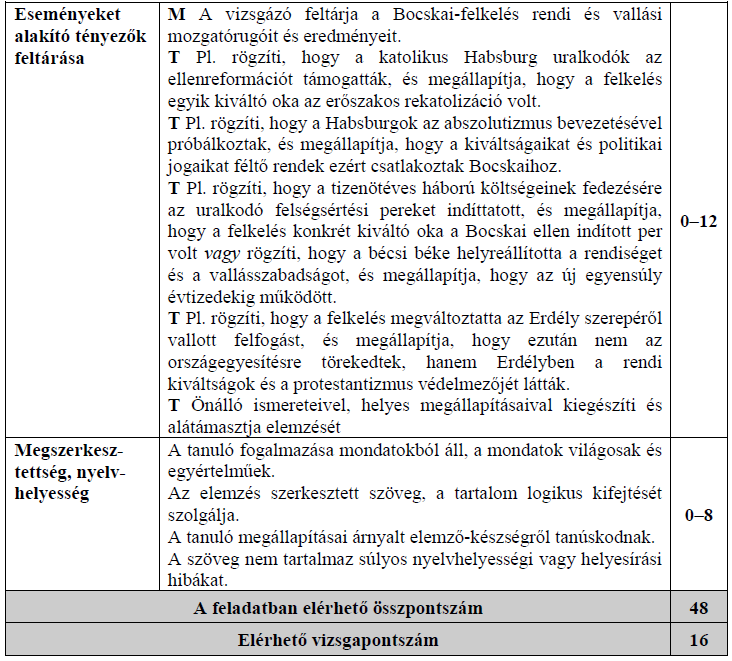 Eseményeket
alakító tényezők
feltárása
M A vizsgázó feltárja a Bocskai-felkelés rendi és vallási
mozgatórugóit és eredményeit.
T Pl. rögzíti, hogy a katolikus Habsburg uralkodók az
ellenreformációt támogatták, és megállapítja, hogy a felkelés
egyik kiváltó oka az erőszakos rekatolizáció volt.
T Pl. rögzíti, hogy a Habsburgok az abszolutizmus bevezetésével
próbálkoztak, és megállapítja, hogy a kiváltságaikat és politikai
jogaikat féltő rendek ezért csatlakoztak Bocskaihoz.
T Pl. rögzíti, hogy a tizenötéves háború költségeinek fedezésére
az uralkodó felségsértési pereket indíttatott, és megállapítja,
hogy a felkelés konkrét kiváltó oka a Bocskai ellen indított per
volt vagy rögzíti, hogy a bécsi béke helyreállította a rendiséget
és a vallásszabadságot, és megállapítja, hogy az új egyensúly
évtizedekig működött.
T Pl. rögzíti, hogy a felkelés megváltoztatta az Erdély szerepéről
vallott felfogást, és megállapítja, hogy ezután nem az
országegyesítésre törekedtek, hanem Erdélyben a rendi
kiváltságok és a protestantizmus védelmezőjét látták.
T Önálló ismereteivel, helyes megállapításaival kiegészíti és
alátámasztja elemzését
0–12
Megszerkesz-
tettség, nyelv-
helyesség
A tanuló fogalmazása mondatokból áll, a mondatok világosak és
egyértelműek.
Az elemzés szerkesztett szöveg, a tartalom logikus kifejtését
szolgálja.
A tanuló megállapításai árnyalt elemző-készségről tanúskodnak.
A szöveg nem tartalmaz súlyos nyelvhelyességi vagy helyesírási
hibákat.
0–8
A feladatban elérhető összpontszám
48
Elérhető vizsgapontszám
16